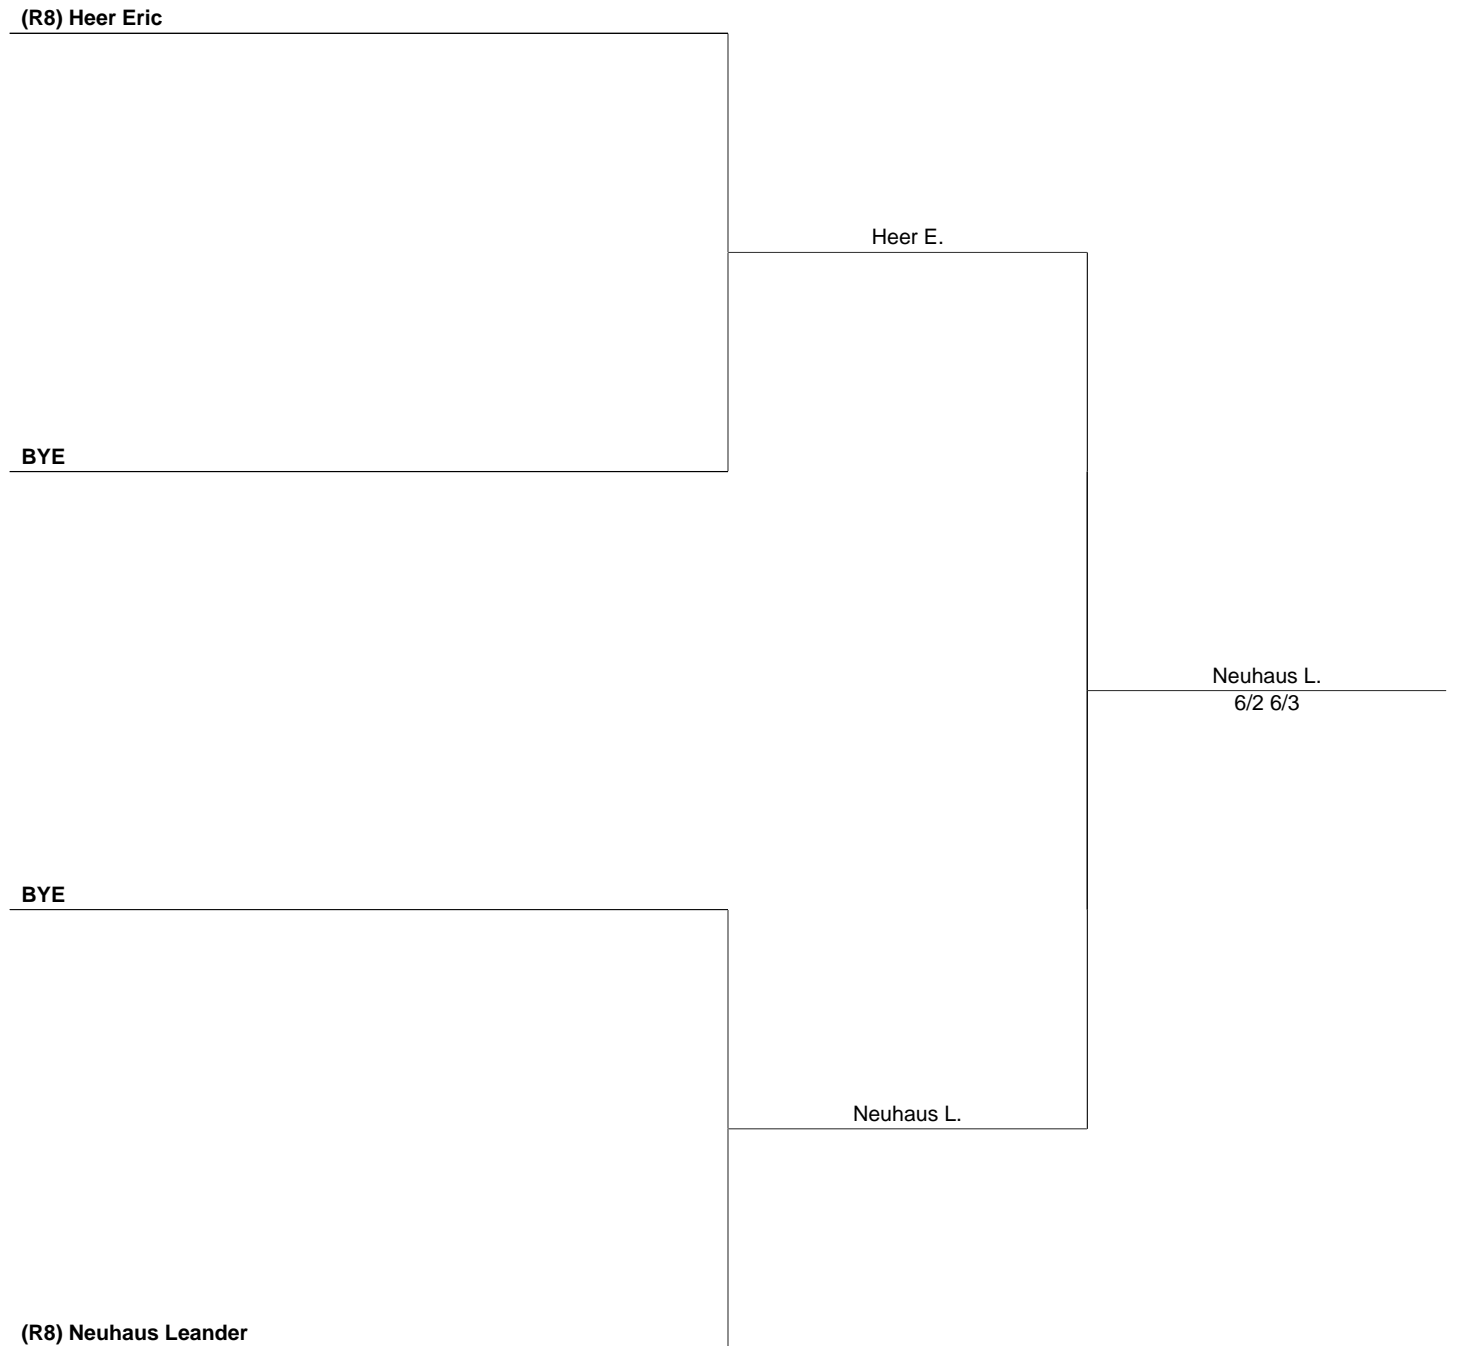 (R8) Heer Eric
Heer E.
BYE
Neuhaus L.
6/2 6/3
BYE
Neuhaus L.
(R8) Neuhaus Leander